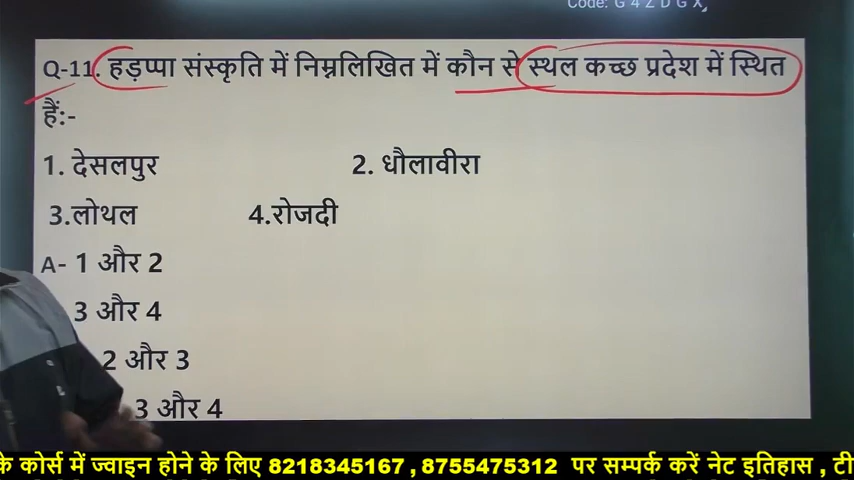 Code: G 4 Z D G X
Q-11. हड़प्पा संस्कृति में निम्नलिखित में कौन से स्थल कच्छ प्रदेश में स्थित
हैं:-
1. देसलपुर 2. धौलावीरा
3.लोथल 4.रोजदी
A- 1 और 2
3 और 4
2 और 3
3 और 4
के कोर्स में ज्वाइन होने के लिए 8218345167 , 8755475312 पर सम्पर्क करें नेट इतिहास , टी